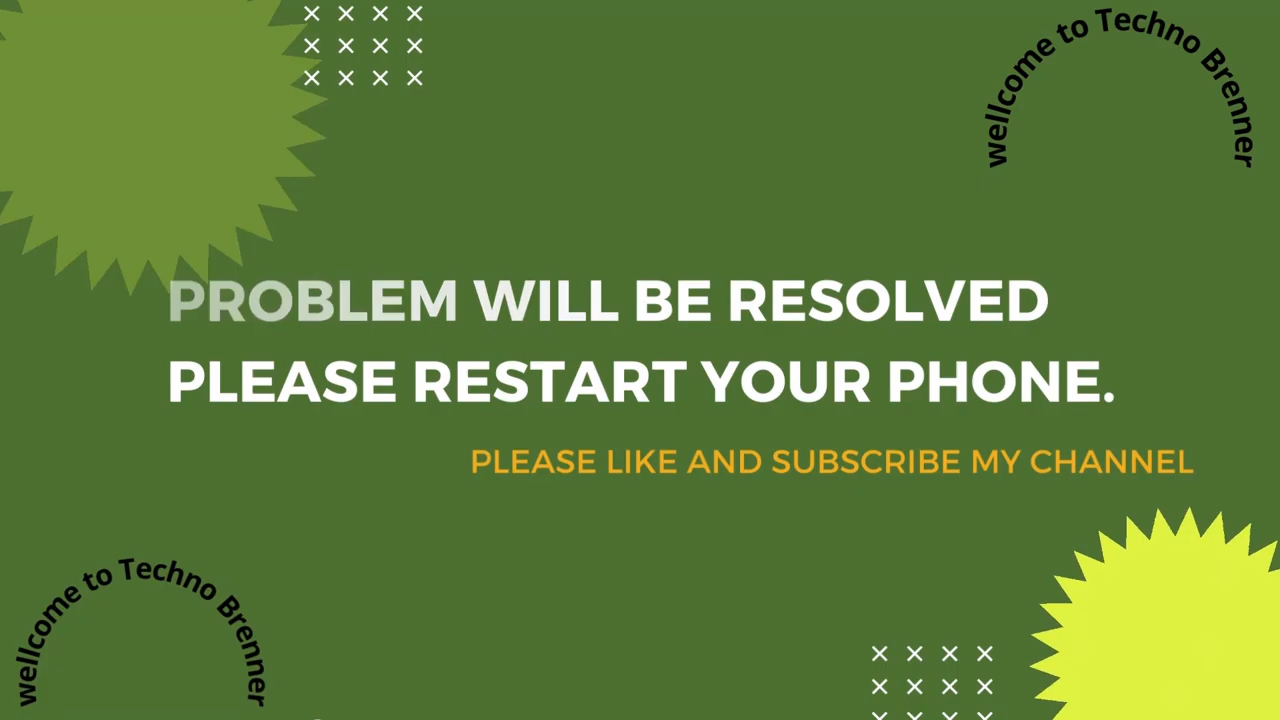 wellcome to Techno Brenner
PROBLEM WILL BE RESOLVED
PLEASE RESTART YOUR PHONE.
PLEASE LIKE AND SUBSCRIBE MY CHANNEL
wellcome to Techno Brenner